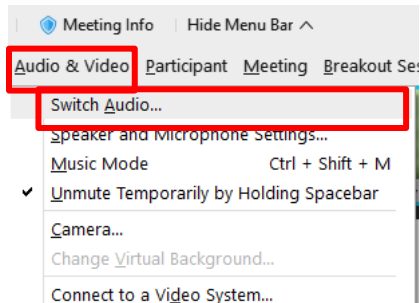 Meeting Info Hide Menu Bar
Audio & Video Participant Meeting Breakout Ses
Switch Audio...
Speaker and Microphone Settings...
Music Mode Ctrl + Shift + M
Unmute Temporarily by Holding Spacebar
Camera...
Change Virtual Background...
Connect to a Video System...